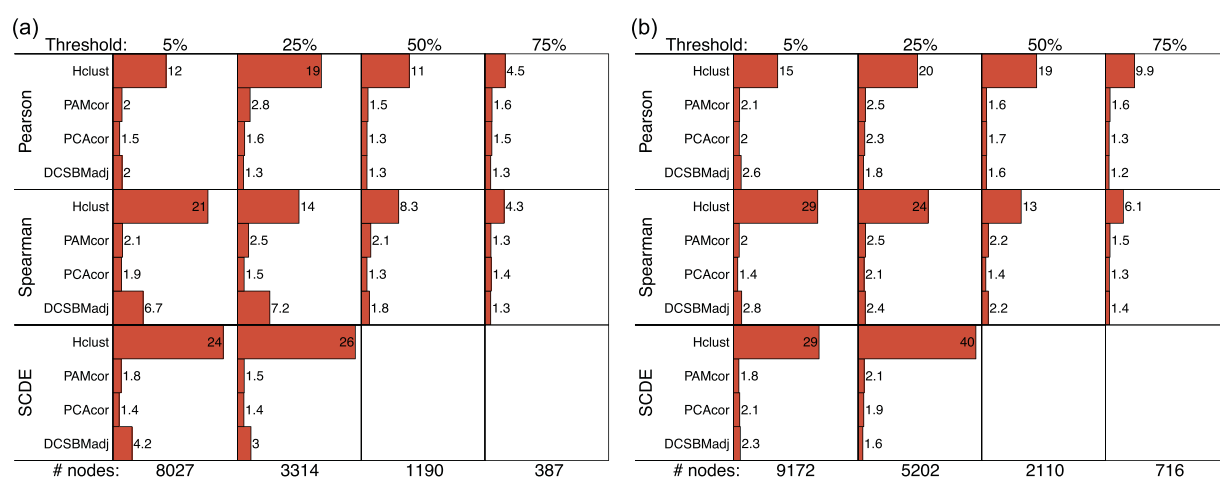 (a)
Threshold: 5% 25% 50% 75%
Pearson
Hclust 12 19 11 4.5
PAMcor 2 2.8 1.5 1.6
PCAcor 1.5 1.6 1.3 1.5
DCSBMadj 2 1.3 1.3 1.3
Spearman
Hclust 21 14 8.3 4.3
PAMcor 2.1 2.5 2.1 1.3
PCAcor 1.9 1.5 1.3 1.4
DCSBMadj 6.7 7.2 1.8 1.3
SCDE
Hclust 24 26
PAMcor 1.8 1.5
PCAcor 1.4 1.4
DCSBMadj 4.2 3
# nodes: 8027 3314 1190 387
(b)
Threshold: 5% 25% 50% 75%
Pearson
Hclust 15 20 19 9.9
PAMcor 2.1 2.5 1.6 1.6
PCAcor 2 2.3 1.7 1.3
DCSBMadj 2.6 1.8 1.6 1.2
Spearman
Hclust 29 24 13 6.1
PAMcor 2 2.5 2.2 1.5
PCAcor 1.4 2.1 1.4 1.3
DCSBMadj 2.8 2.4 2.2 1.4
SCDE
Hclust 29 40
PAMcor 1.8 2.1
PCAcor 2.1 1.9
DCSBMadj 2.3 1.6
# nodes: 9172 5202 2110 716